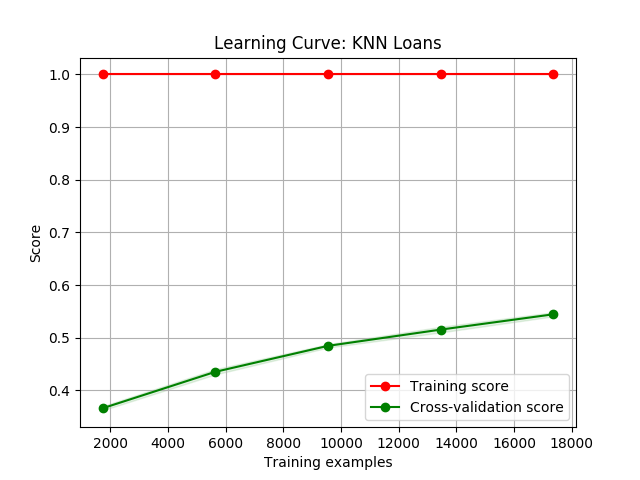 Learning Curve: KNN Loans
1.0
0.9
0.8
0.7
0.6
0.5
0.4
Score
Training score
Cross-validation score
2000 4000 6000 8000 10000 12000 14000 16000 18000
Training examples